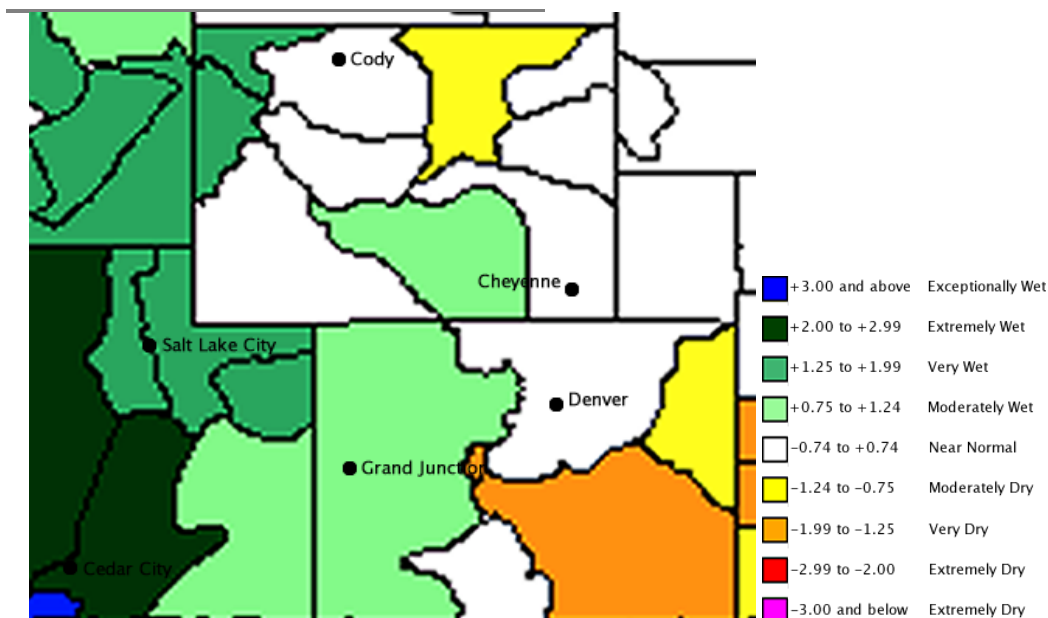 Cody
Cheyenne
Salt Lake City
Denver
Grand Junction
Cedar City
+3.00 and above Exceptionally Wet
+2.00 to +2.99 Extremely Wet
+1.25 to +1.99 Very Wet
+0.75 to +1.24 Moderately Wet
-0.74 to +0.74 Near Normal
-1.24 to -0.75 Moderately Dry
-1.99 to -1.25 Very Dry
-2.99 to -2.00 Extremely Dry
-3.00 and below Extremely Dry